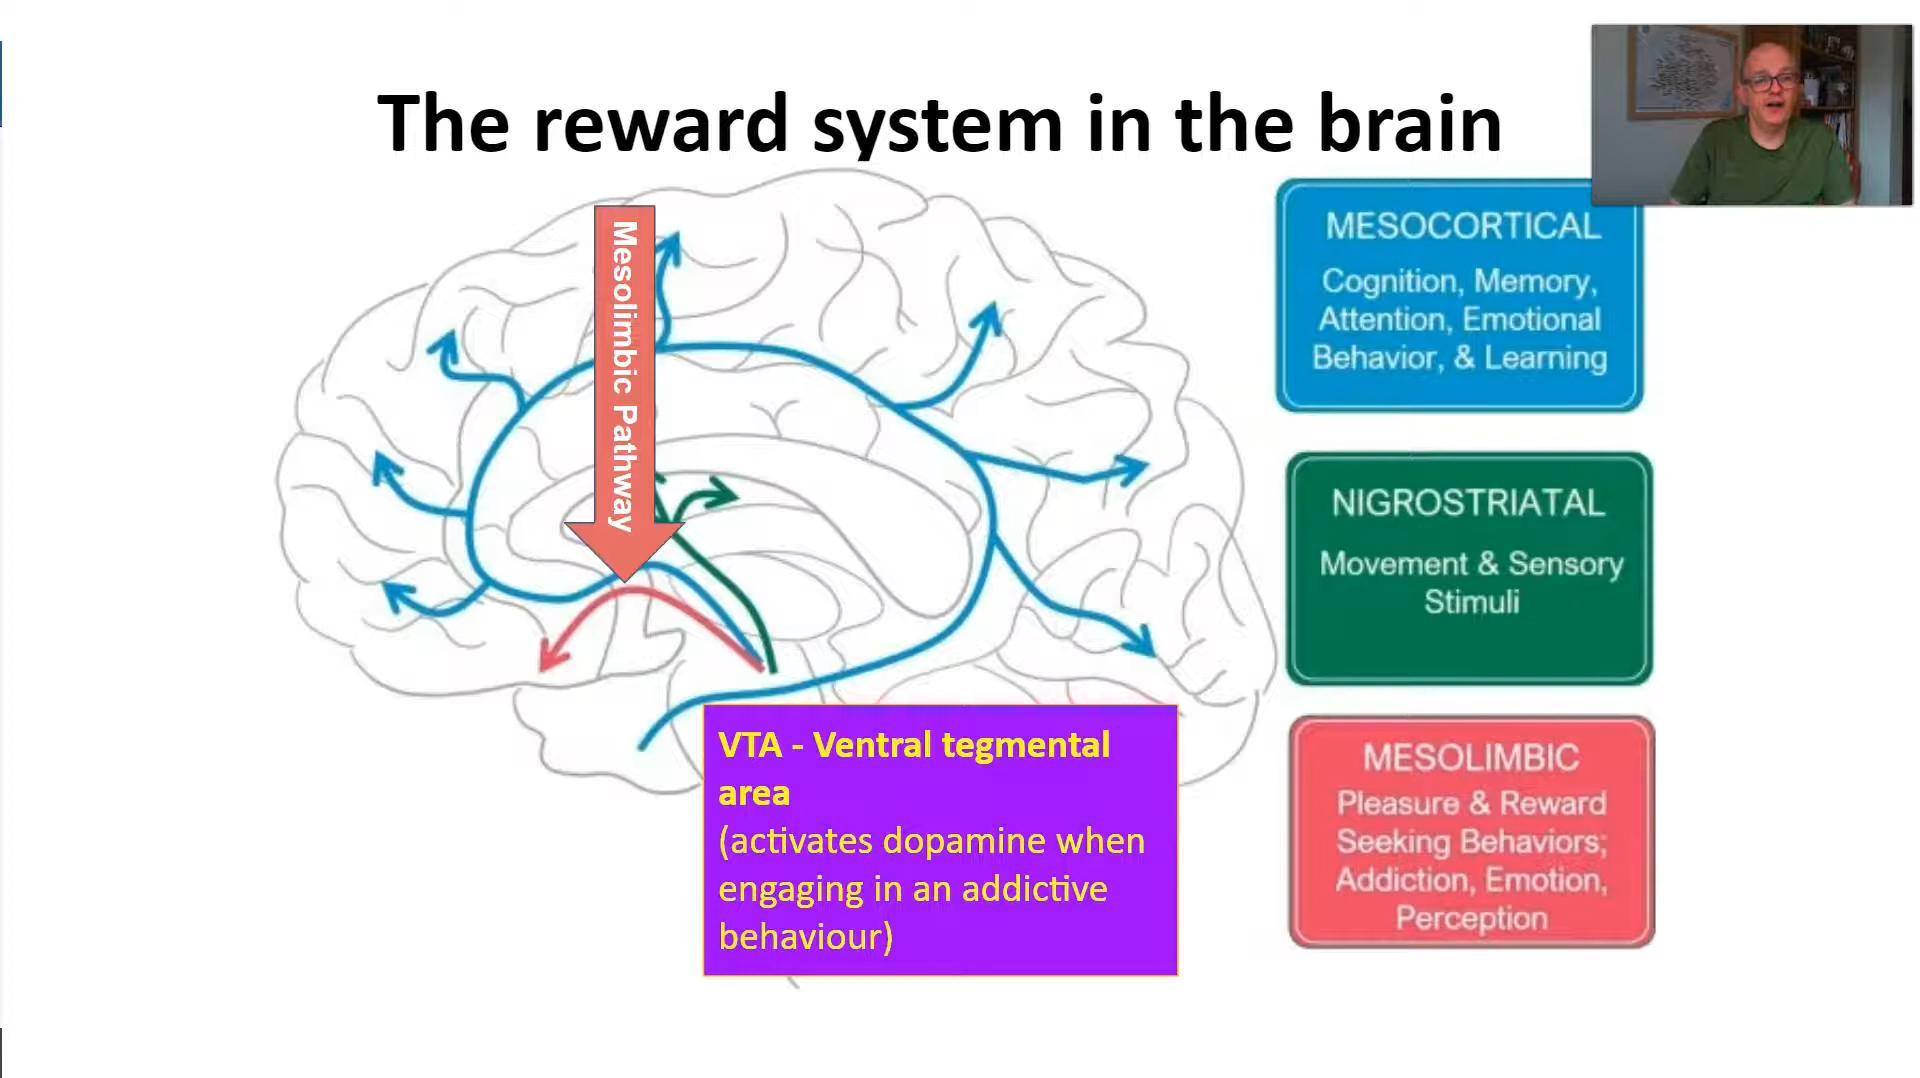 The reward system in the brain
Mesolimbic Pathway
MESOCORTICAL
Cognition, Memory,
Attention, Emotional
Behavior, & Learning
NIGROSTRIATAL
Movement & Sensory
Stimuli
MESOLIMBIC
Pleasure & Reward
Seeking Behaviors;
Addiction, Emotion,
Perception
VTA - Ventral tegmental
area
(activates dopamine when
engaging in an addictive
behaviour)